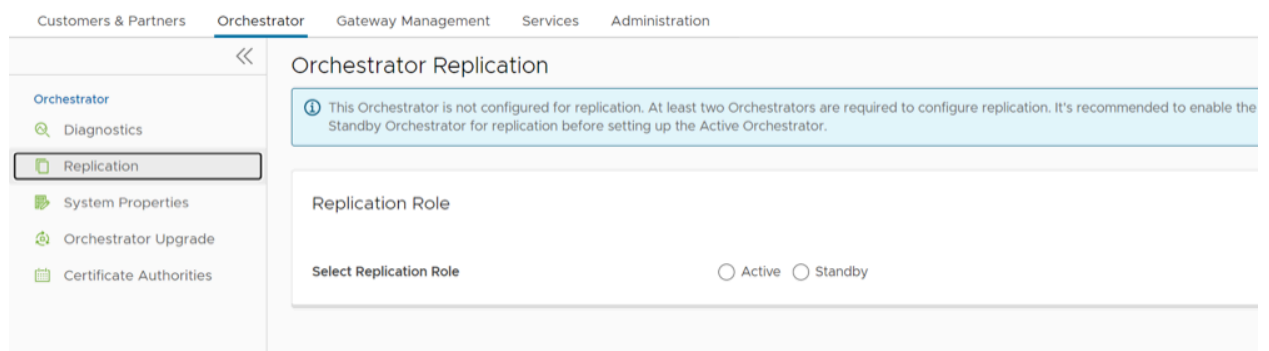 Customers & Partners Orchestrator Gateway Management Services Administration
Orchestrator
Diagnostics
Replication
System Properties
Orchestrator Upgrade
Certificate Authorities
Orchestrator Replication
This Orchestrator is not configured for replication. At least two Orchestrators are required to configure replication. It's recommended to enable the
Standby Orchestrator for replication before setting up the Active Orchestrator.
Replication Role
Select Replication Role Active Standby